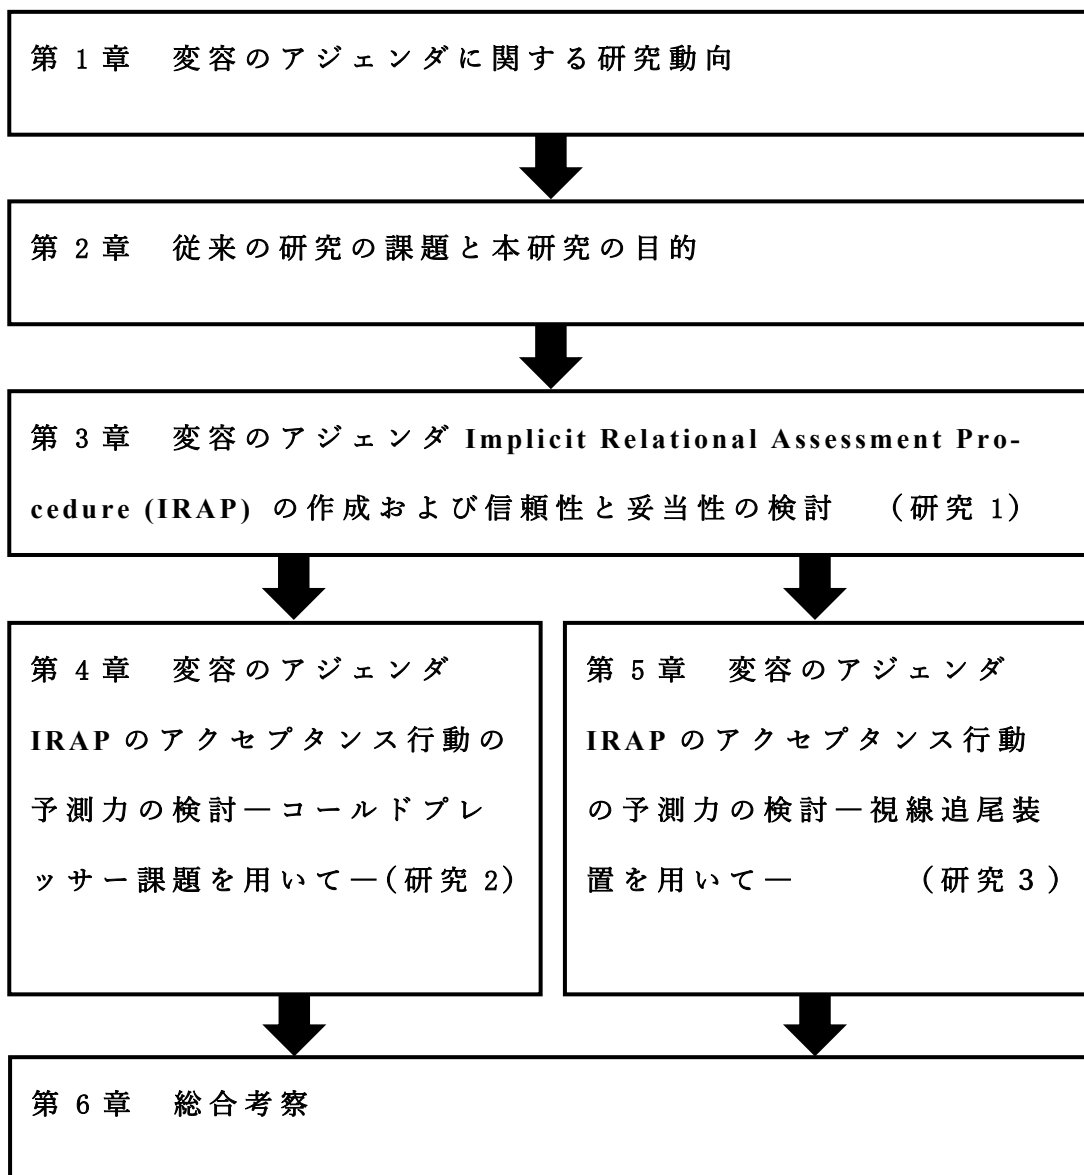 第 1 章　変容のアジェンダに関する研究動向
第 2 章　従来の研究の課題と本研究の目的
第 3 章　変容のアジェンダ Implicit Relational Assessment Pro-
cedure (IRAP) の作成および信頼性と妥当性の検討　（研究 1）
第 4 章　変容のアジェンダ
IRAP のアクセプタンス行動の
予測力の検討―コールドプレ
ッサー課題を用いて―（研究 2）
第 5 章　変容のアジェンダ
IRAP のアクセプタンス行動
の予測力の検討―視線追尾装
置を用いて―　　　　（研究３）
第 6 章　総合考察